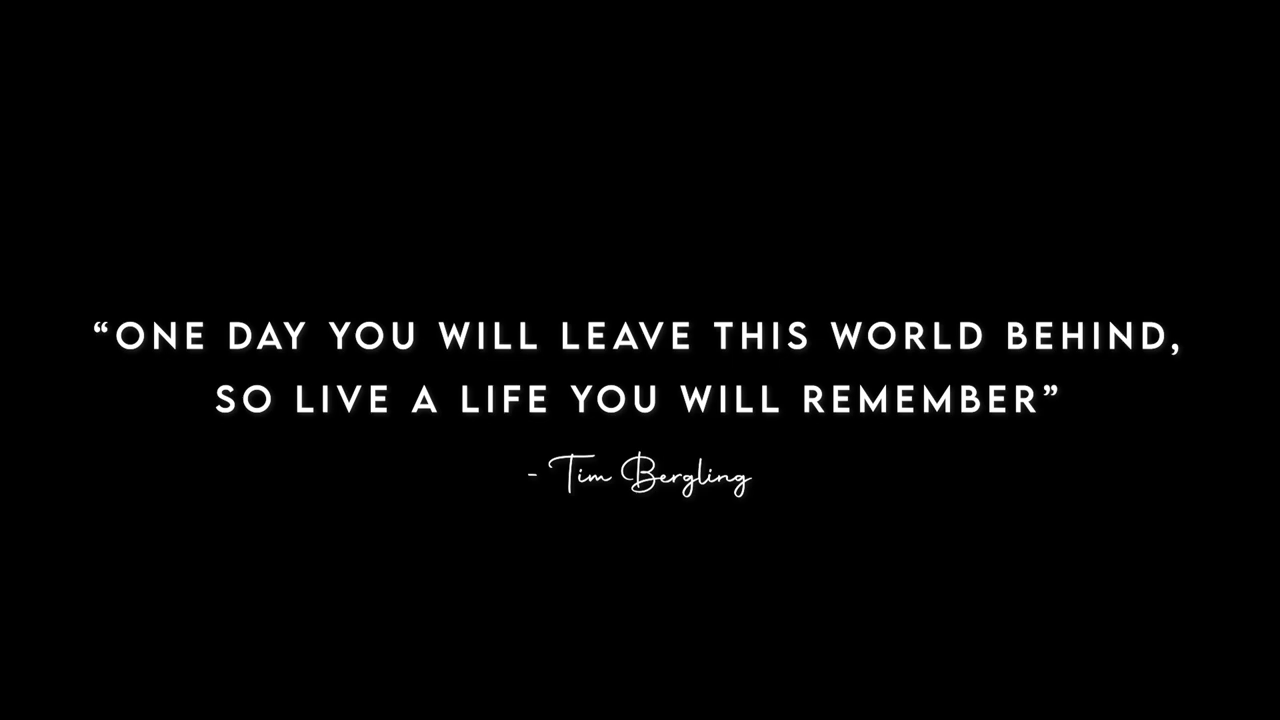 “ONE DAY YOU WILL LEAVE THIS WORLD BEHIND,
SO LIVE A LIFE YOU WILL REMEMBER”
- Tim Bergling